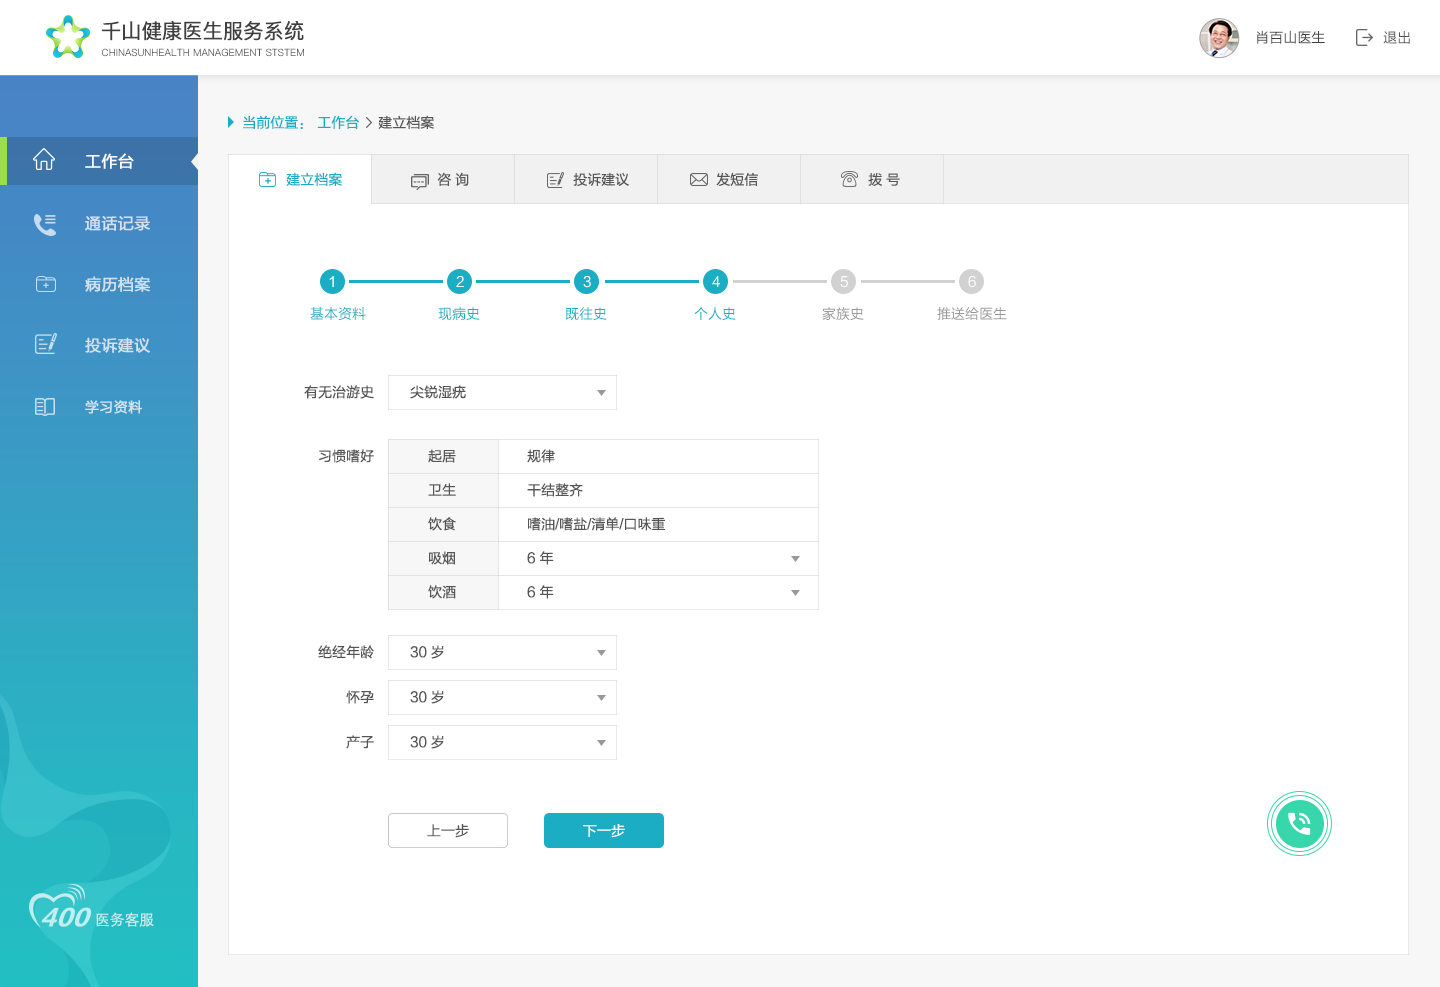 千山健康医生服务系统
CHINASUNHEALTH MANAGEMENT STSTEM
肖百山医生
退出
工作台
通话记录
病历档案
投诉建议
学习资料
400 医务客服
当前位置： 工作台 > 建立档案
建立档案
咨 询
投诉建议
发短信
拨 号
1 2 3 4 5 6
基本资料 现病史 既往史 个人史 家族史 推送给医生
有无治游史 尖锐湿疣
习惯嗜好 起居 规律
卫生 干结整齐
饮食 嗜油/嗜盐/清单/口味重
吸烟 6 年
饮酒 6 年
绝经年龄 30 岁
怀孕 30 岁
产子 30 岁
上一步 下一步